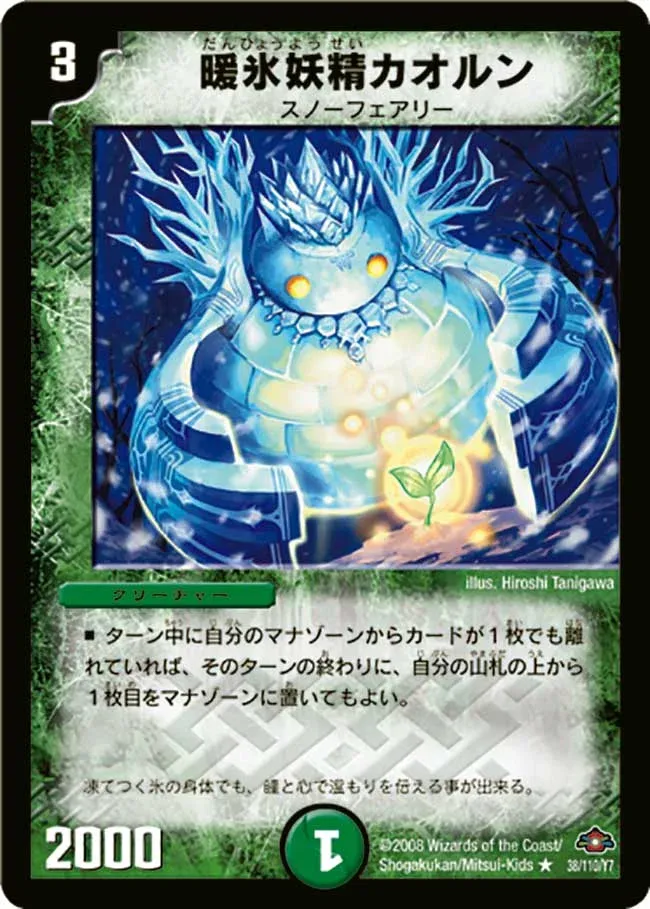 3
だんひょうようせい
暖氷妖精カオルン
スノーフェアリー
illus. Hiroshi Tanigawa
クリーチャー
■ ターン中に自分のマナゾーンからカードが1枚でも離
れていれば、そのターンの終わりに、自分の山札の上から
1枚目をマナゾーンに置いてもよい。
凍てつく氷の身体でも、瞳と心で温もりを伝える事が出来る。
2000
1
©2008 Wizards of the Coast/
Shogakukan/Mitsui-Kids ★ 38/110/Y7